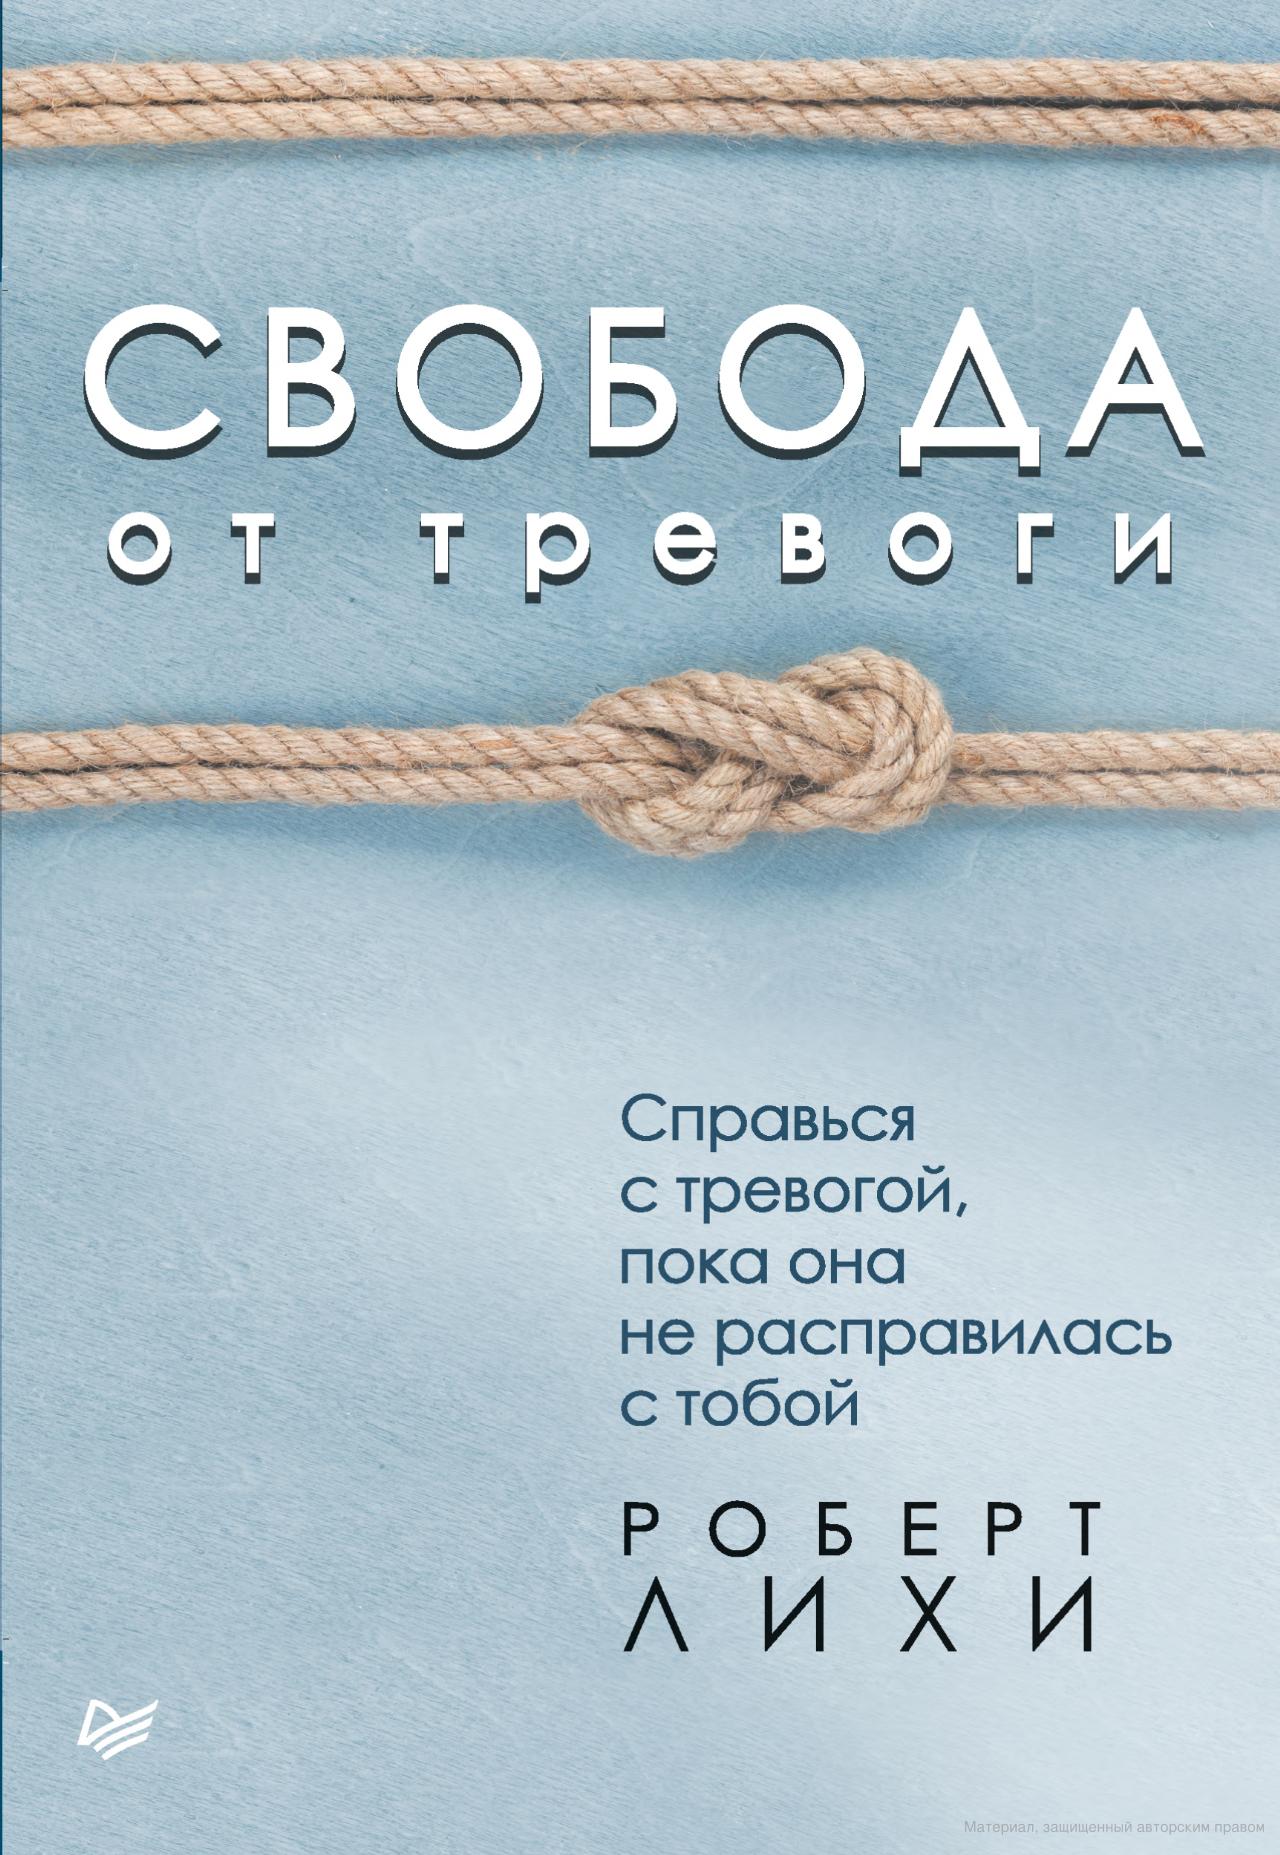 СВОБОДА
от тревоги
Справься
с тревогой,
пока она
не расправилась
с тобой
РОБЕРТ
ЛИХИ
Материал, защищенный авторским правом